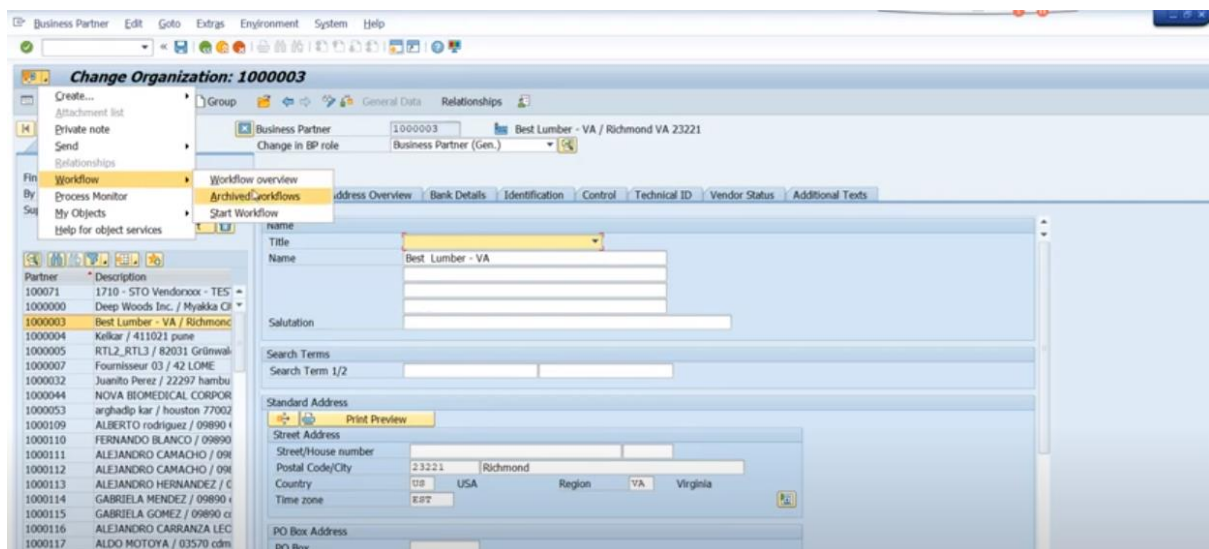 Business Partner Edit Goto Extras Environment System Help
Change Organization: 1000003
Group General Data Relationships
Create...
Attachment list
Private note
Send
Relationships
Workflow
Process Monitor
My Objects
Help for object services
Workflow overview
Archived workflows
Start Workflow
Business Partner 1000003 Best Lumber - VA / Richmond VA 23221
Change in BP role Business Partner (Gen.)
Fin
By
ddress Overview Bank Details Identification Control Technical ID Vendor Status Additional Texts
Name
Title
Name Best Lumber - VA
Salutation
Search Terms
Search Term 1/2
Standard Address
Print Preview
Street Address
Street/House number
Postal Code/City 23221 Richmond
Country US USA Region VA Virginia
Time zone EST
PO Box Address
PO Box
Partner Description
100071 1710 - STO Vendorxxx - TES
1000000 Deep Woods Inc. / Myakka
1000003 Best Lumber - VA / Richmond
1000004 Kelkar / 411021 pune
1000005 RTL2_RTL3 / 82031 Grünwal
1000007 Fournisseur 03 / 42 LOME
1000032 Juanito Perez / 22297 hambu
1000044 NOVA BIOMEDICAL CORPOR
1000053 arghadip kar / houston 77002
1000109 ALBERTO rodriguez / 09890
1000110 FERNANDO BLANCO / 09890
1000111 ALEJANDRO CAMACHO / 098
1000112 ALEJANDRO CAMACHO / 098
1000113 ALEJANDRO HERNANDEZ /
1000114 GABRIELA MENDEZ / 09890
1000115 GABRIELA GOMEZ / 09890
1000116 ALEJANDRO CARRANZA LEC
1000117 ALDO MOTOYA / 03570 cdm